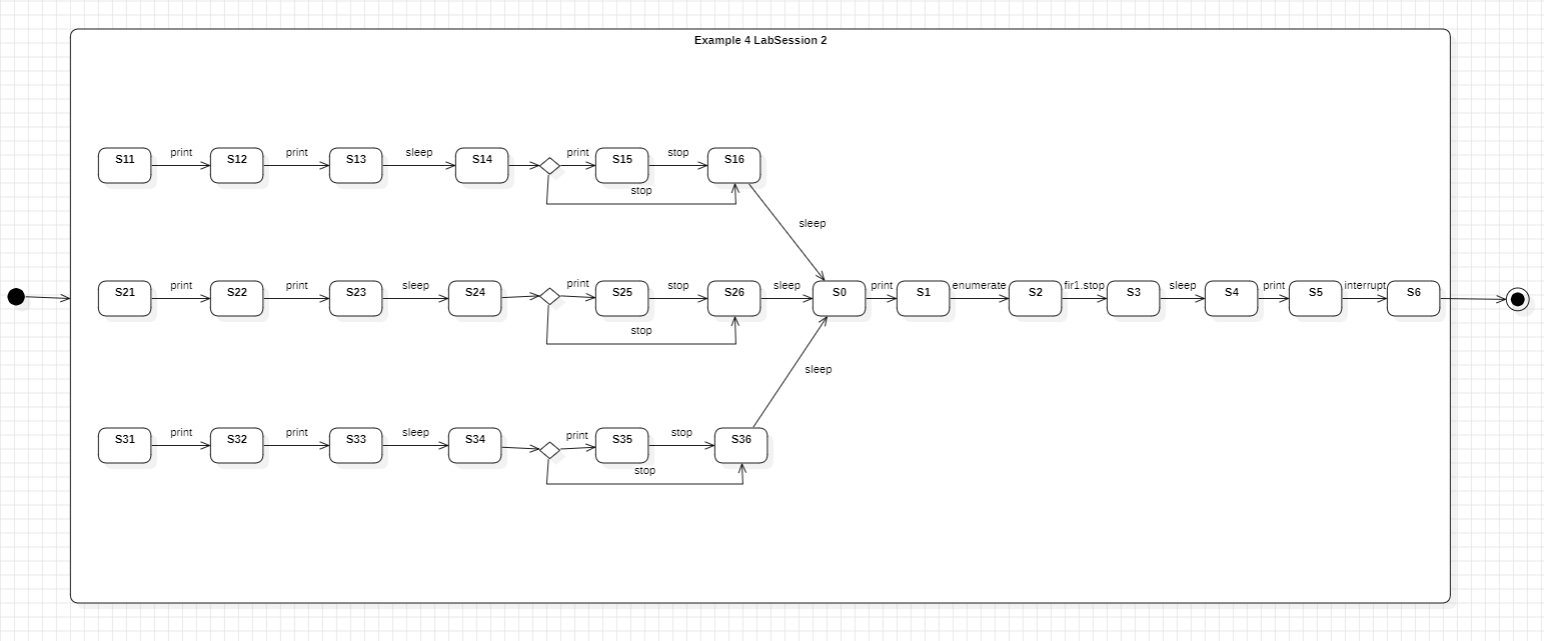 Example 4 LabSession 2
S11 print S12 print S13 sleep S14 print S15 stop S16
stop
sleep
S21 print S22 print S23 sleep S24 print S25 stop S26 sleep S0 print S1 enumerate S2 fir1.stop S3 sleep S4 print S5 interrupt S6
stop
sleep
S31 print S32 print S33 sleep S34 print S35 stop S36
stop